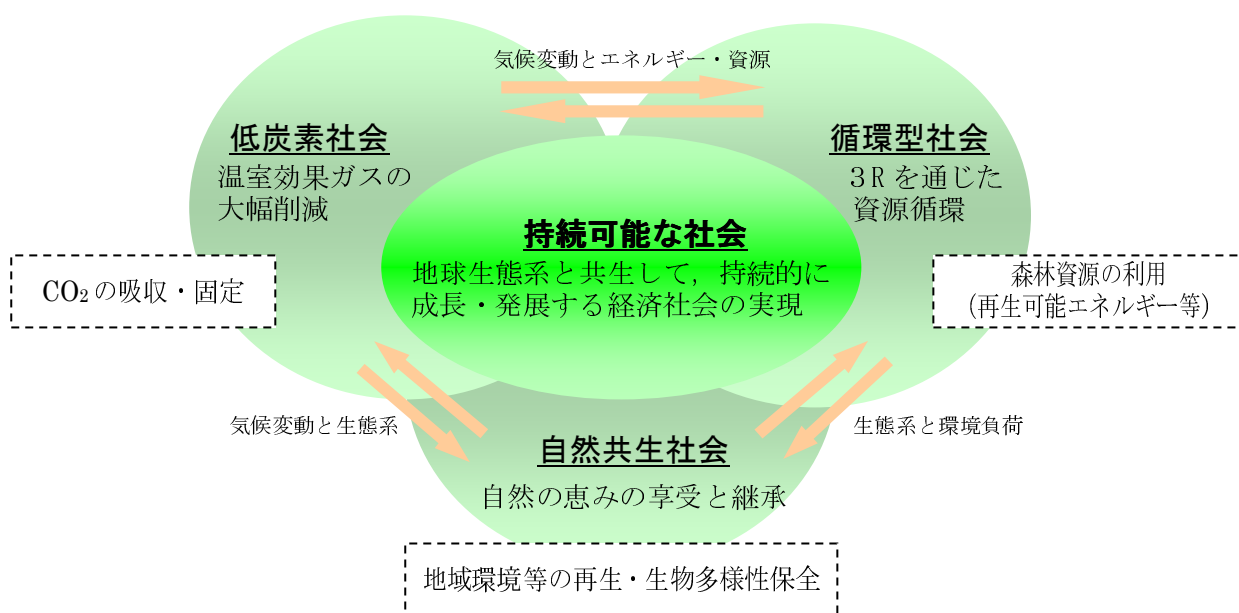 気候変動とエネルギー・資源
低炭素社会
温室効果ガスの
大幅削減
循環型社会
３Ｒを通じた
資源循環
持続可能な社会
地球生態系と共生して，持続的に
成長・発展する経済社会の実現
CO₂の吸収・固定
森林資源の利用
(再生可能エネルギー等)
気候変動と生態系
生態系と環境負荷
自然共生社会
自然の恵みの享受と継承
地域環境等の再生・生物多様性保全